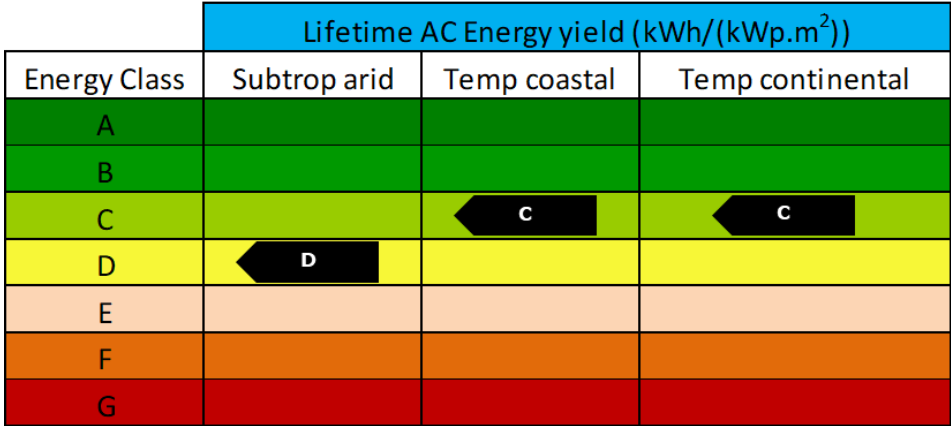 Lifetime AC Energy yield (kWh/(kWp.m²))
Energy Class Subtrop arid Temp coastal Temp continental
A
B
C C C
D D
E
F
G